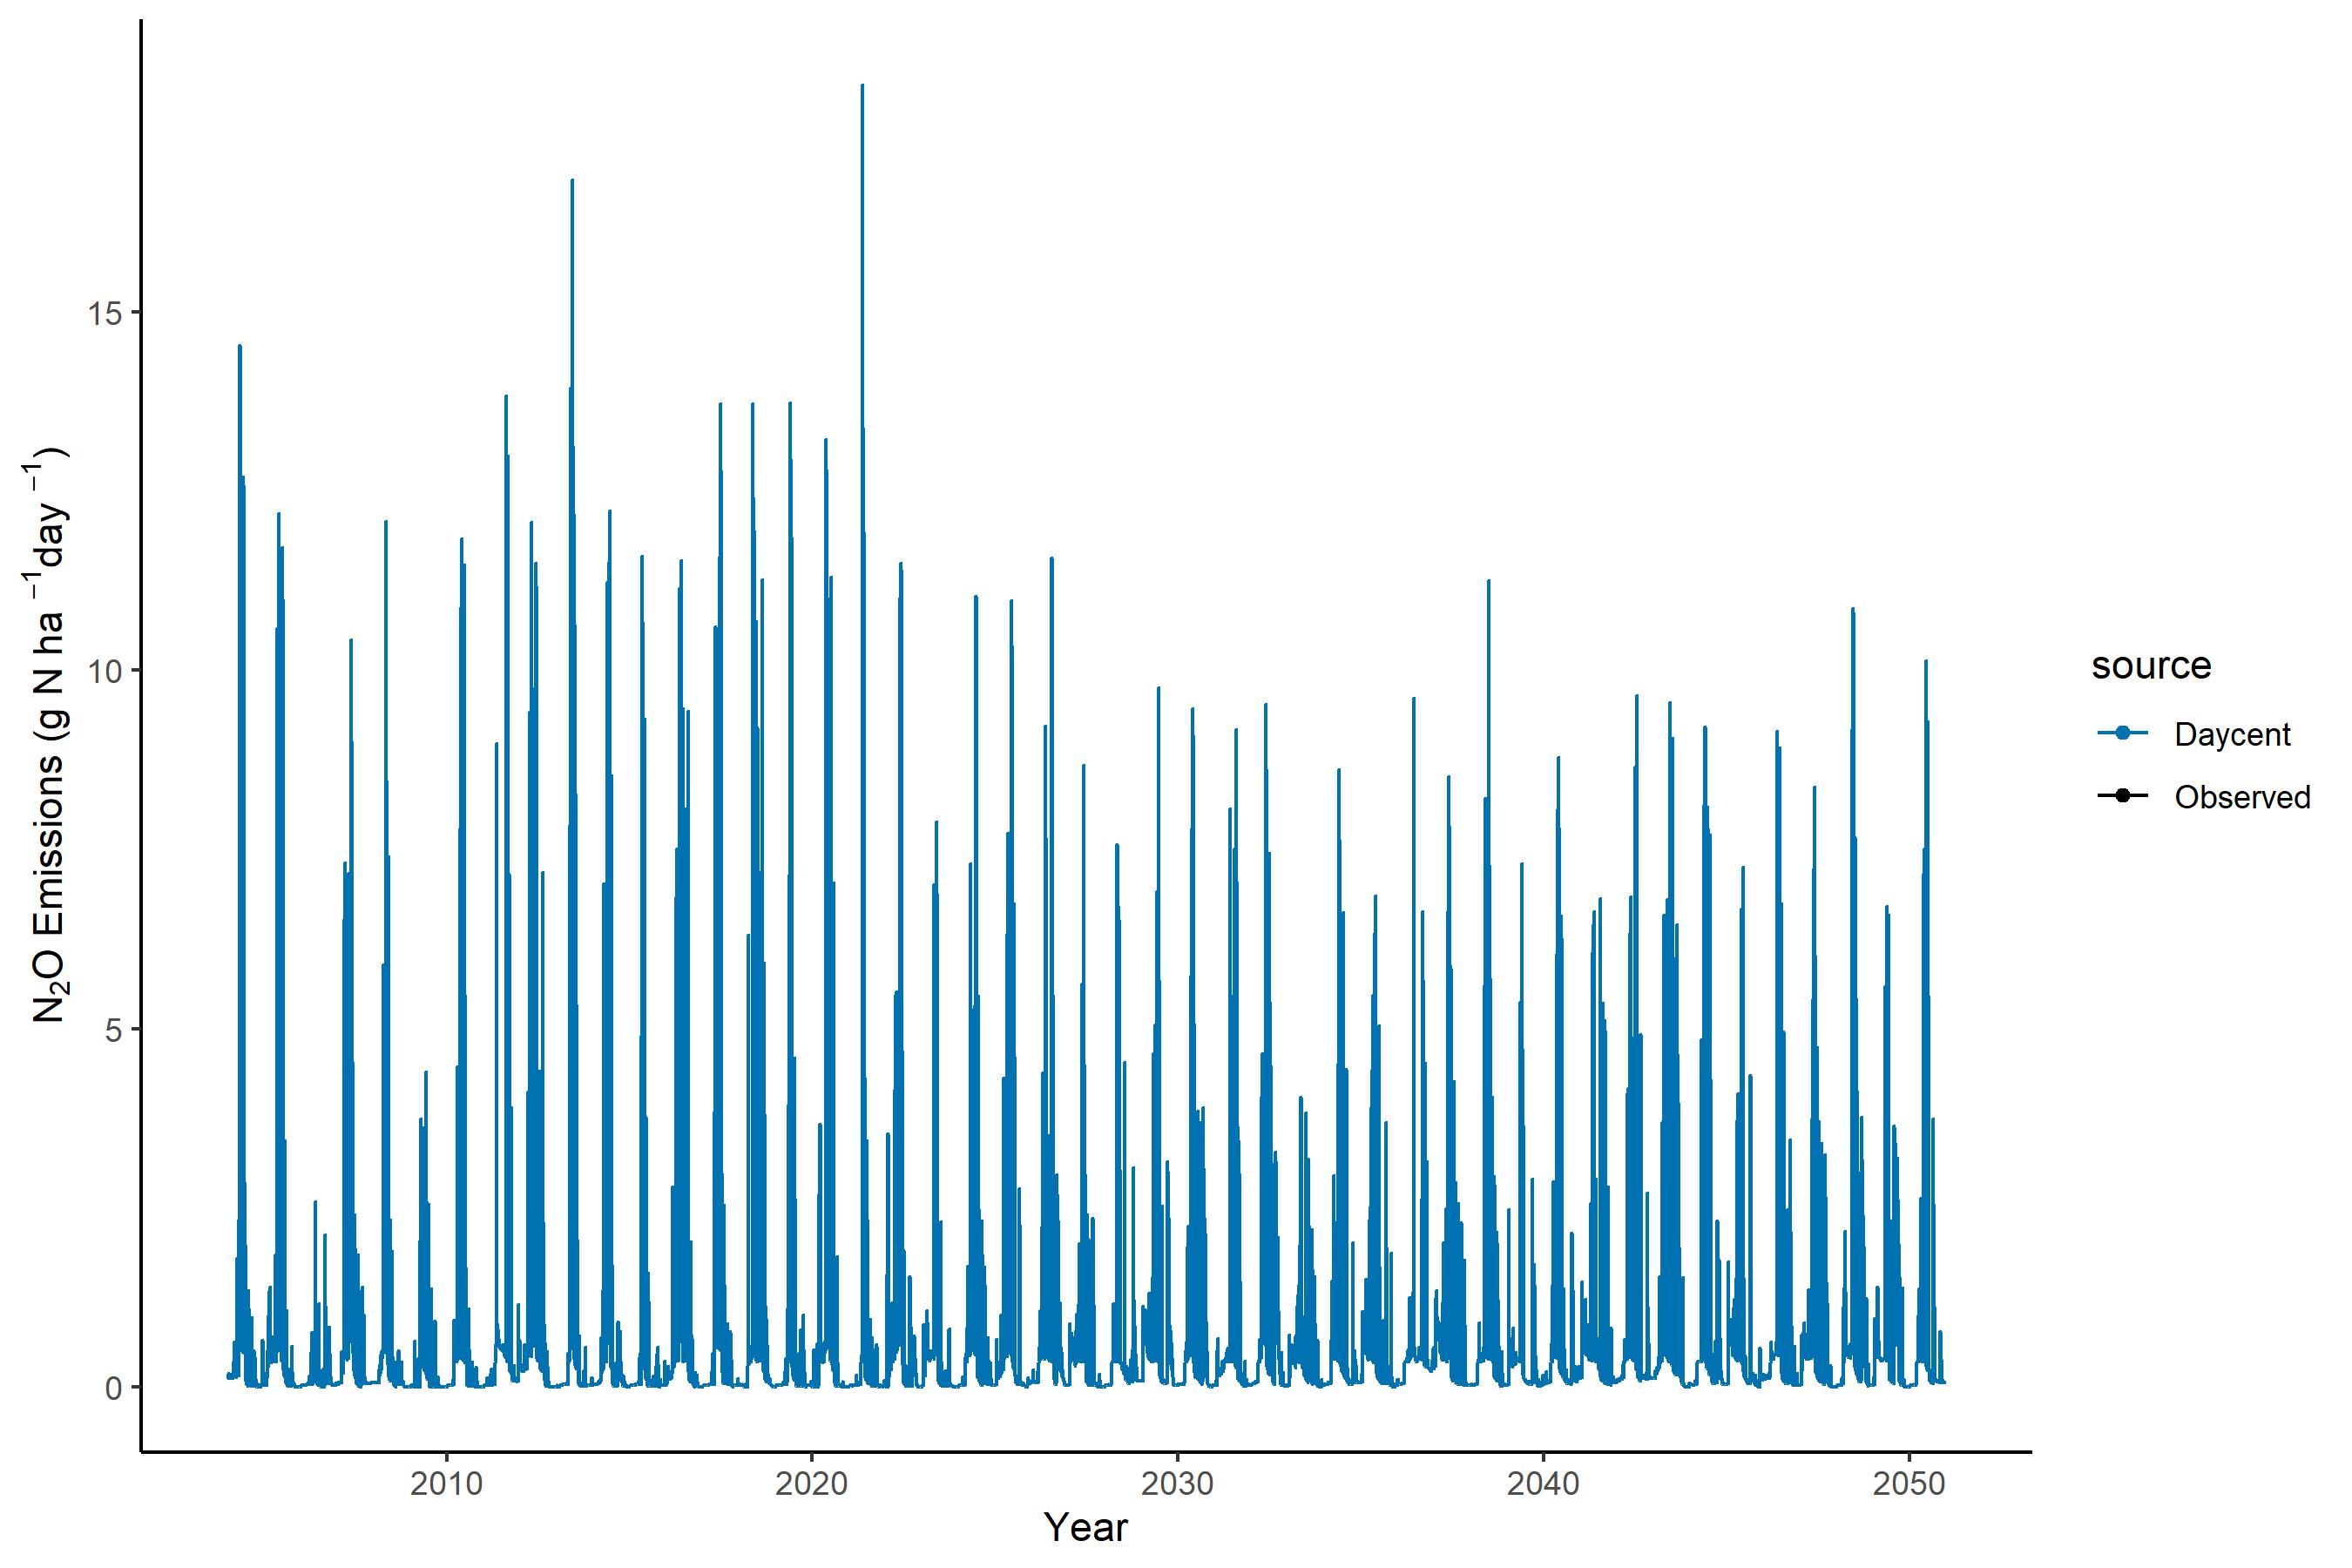 N₂O Emissions (g N ha ⁻¹day ⁻¹)
15
10
5
0
2010 2020 2030 2040 2050
Year
source
Daycent
Observed